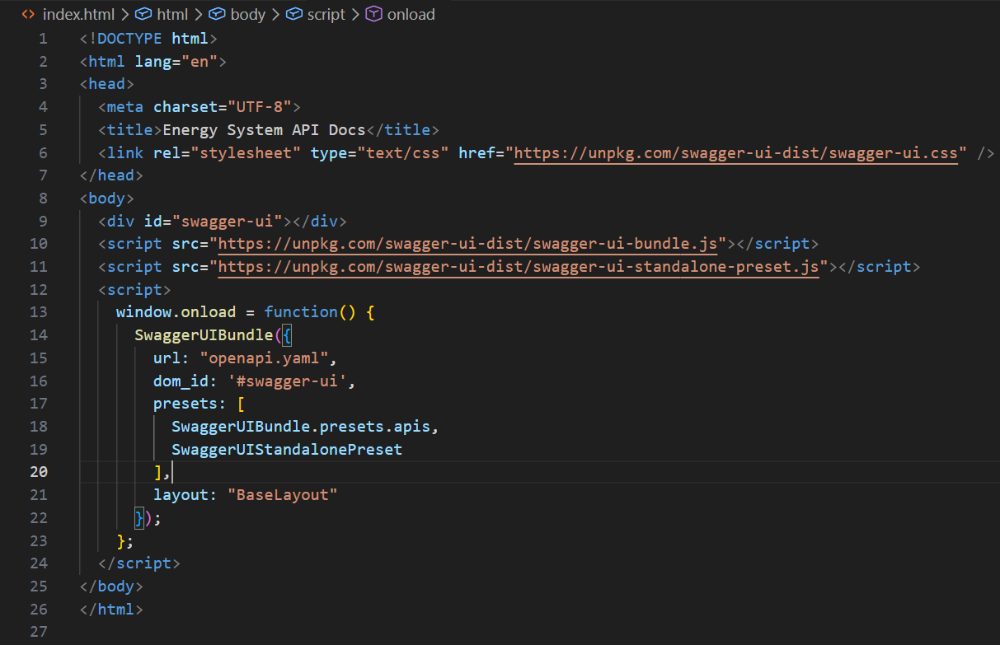 index.html > html > body > script > onload
1 <!DOCTYPE html>
2 <html lang="en">
3 <head>
4   <meta charset="UTF-8">
5   <title>Energy System API Docs</title>
6   <link rel="stylesheet" type="text/css" href="https://unpkg.com/swagger-ui-dist/swagger-ui.css" />
7 </head>
8 <body>
9   <div id="swagger-ui"></div>
10   <script src="https://unpkg.com/swagger-ui-dist/swagger-ui-bundle.js"></script>
11   <script src="https://unpkg.com/swagger-ui-dist/swagger-ui-standalone-preset.js"></script>
12   <script>
13     window.onload = function() {
14       SwaggerUIBundle({
15         url: "openapi.yaml",
16         dom_id: '#swagger-ui',
17         presets: [
18           SwaggerUIBundle.presets.apis,
19           SwaggerUIStandalonePreset
20         ],
21         layout: "BaseLayout"
22       });
23     };
24   </script>
25 </body>
26 </html>
27